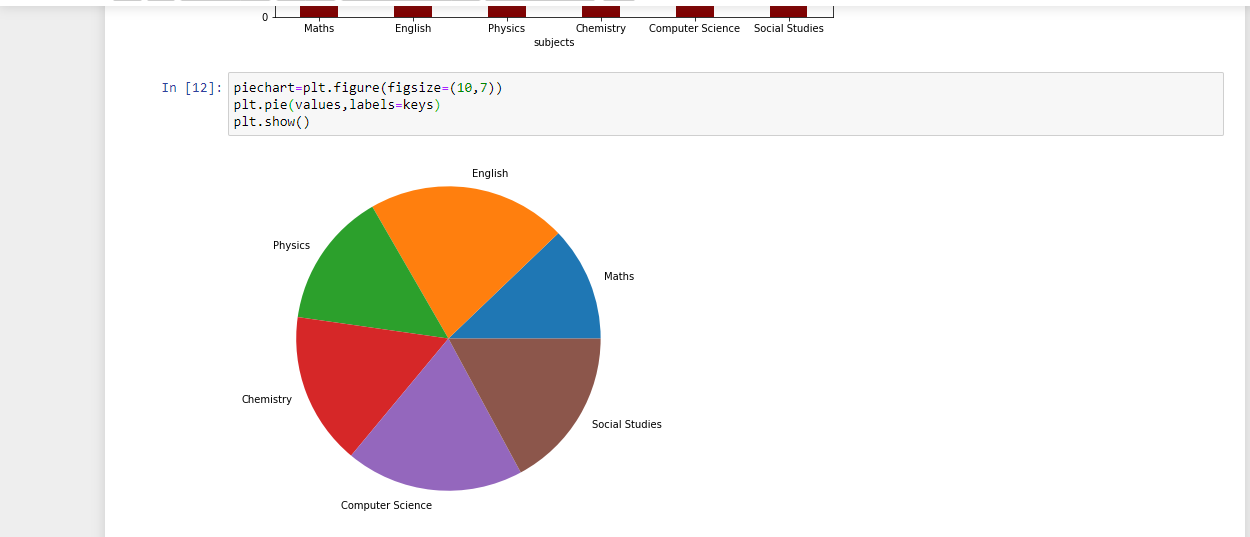 0
Maths English Physics Chemistry Computer Science Social Studies
subjects
In [12]: piechart=plt.figure(figsize=(10,7))
plt.pie(values,labels=keys)
plt.show()
English
Physics
Maths
Chemistry
Social Studies
Computer Science